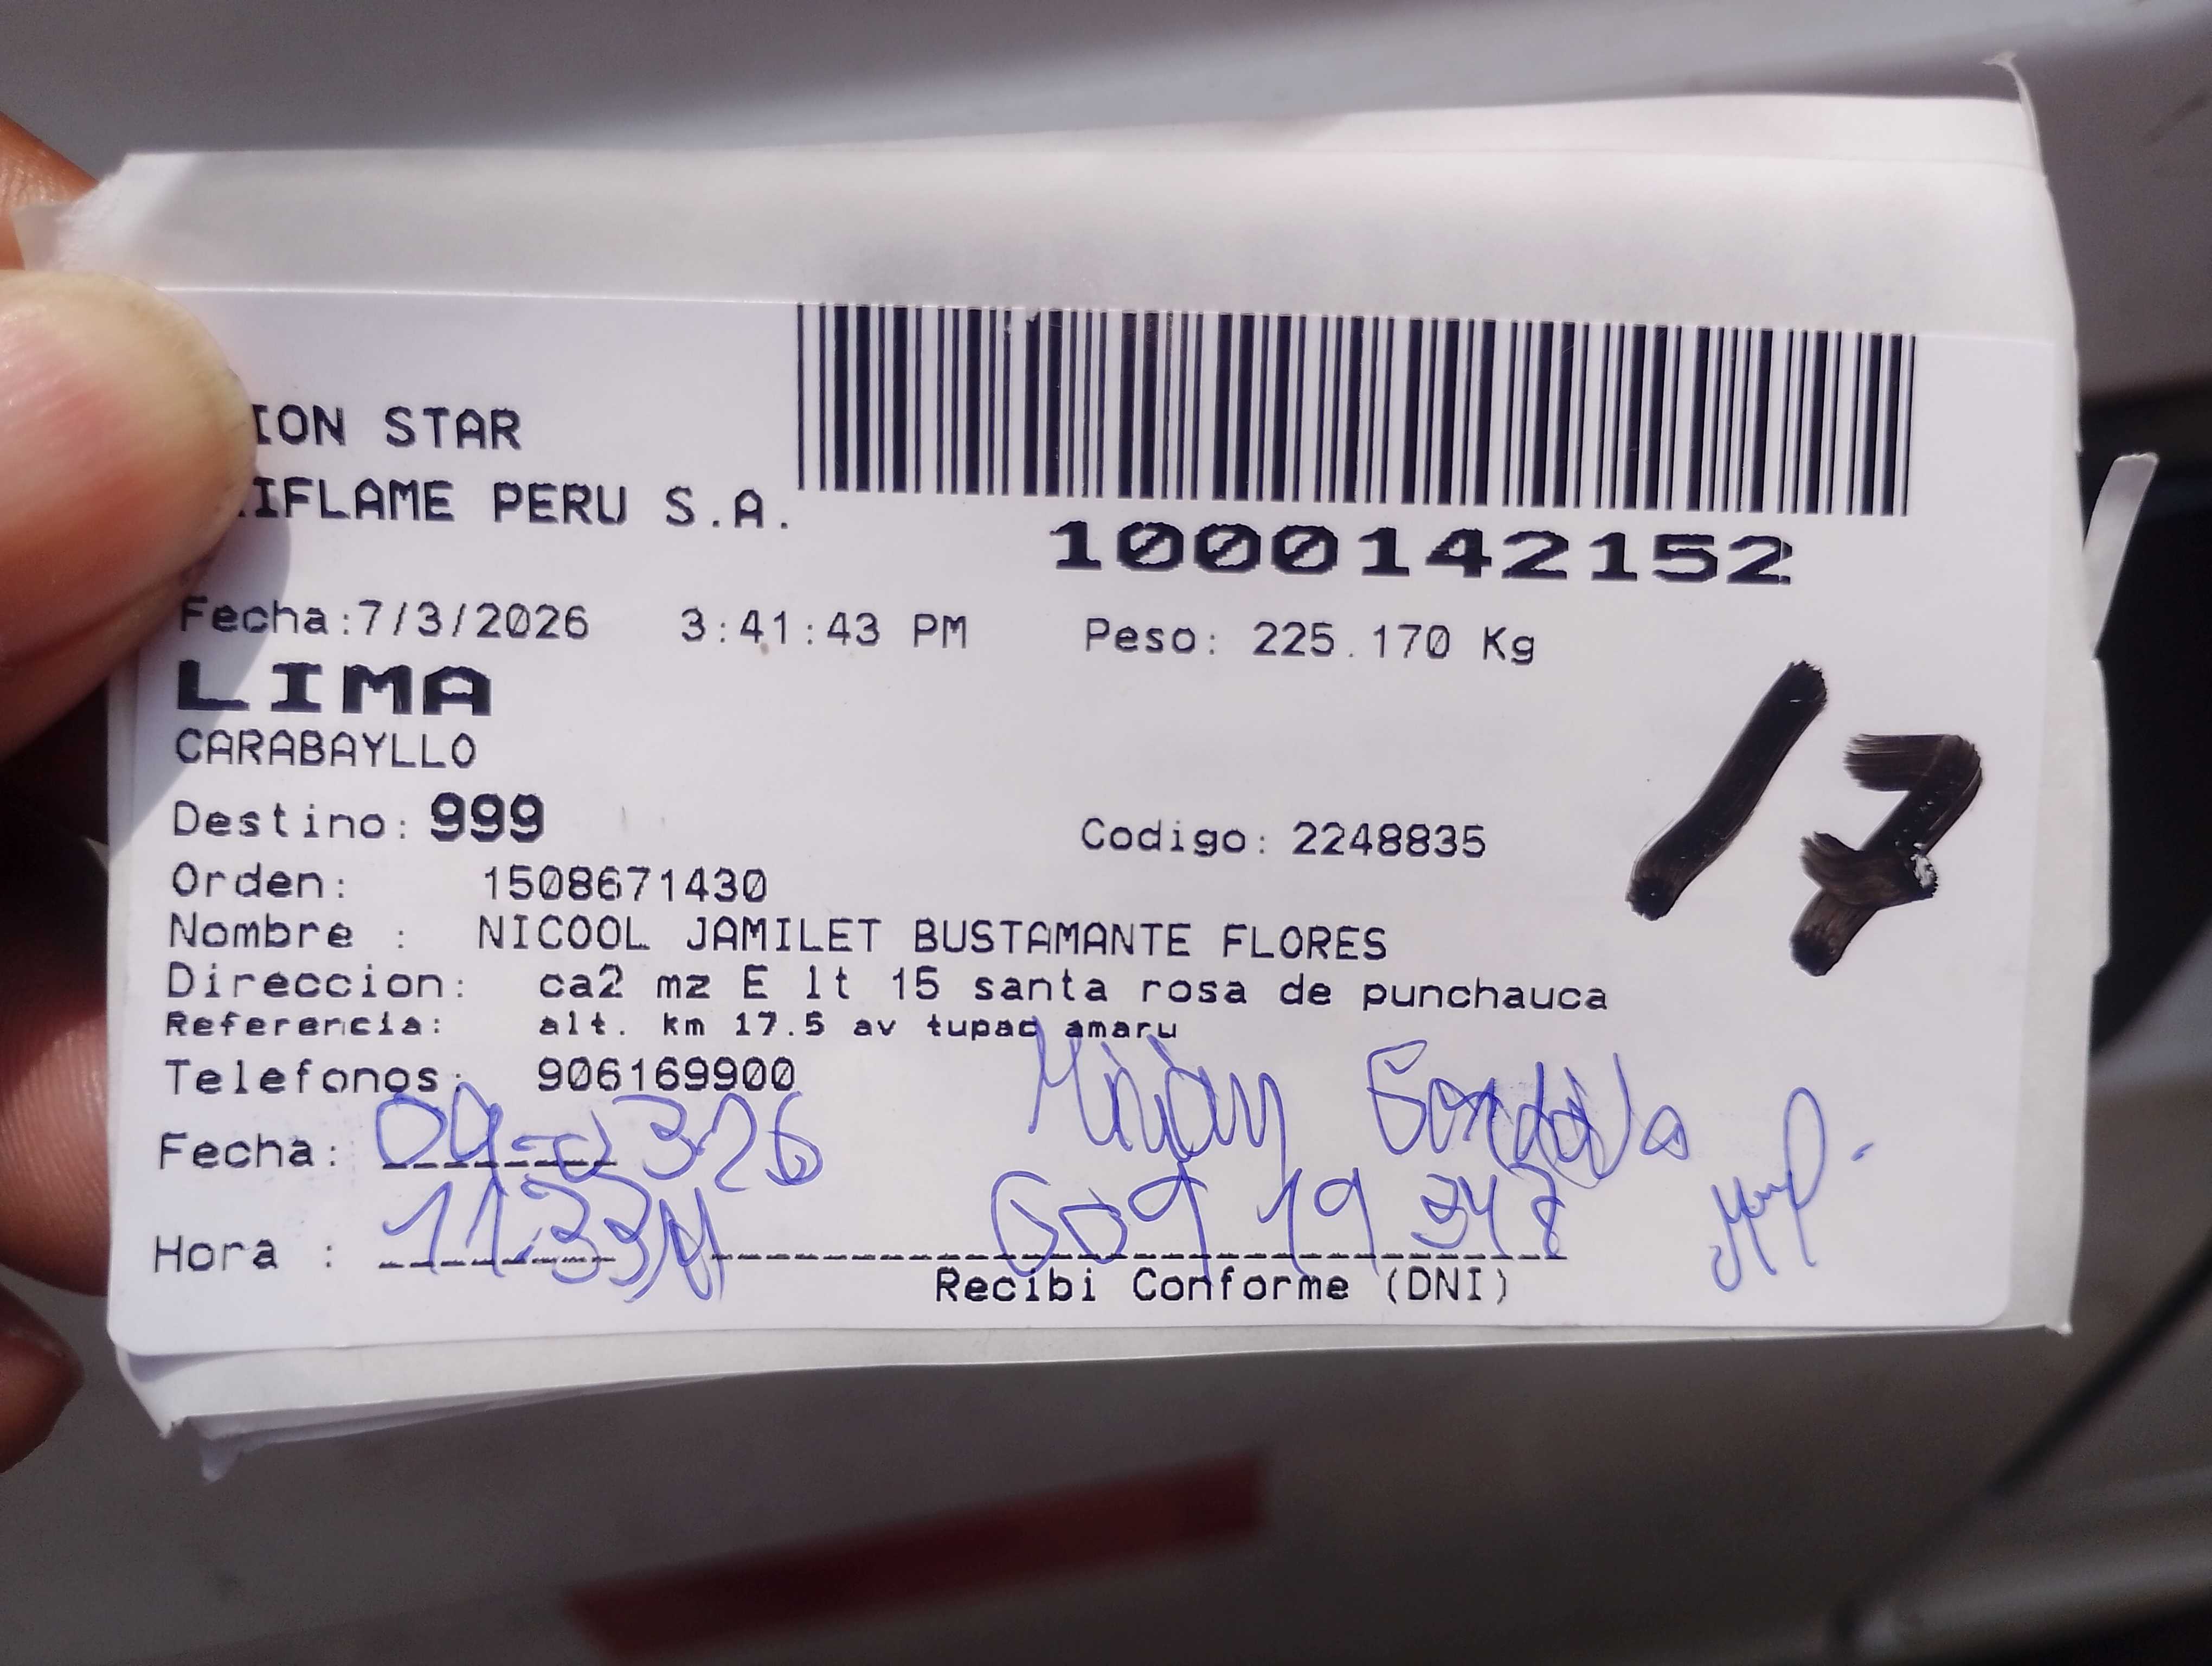 ION STAR
IFLAME PERU S.A.
1000142152
Fecha:7/3/2026 3:41:43 PM Peso: 225.170 Kg
LIMA
CARABAYLLO
Destino: 999 Codigo: 2248835
/7
Orden: 1508671430
Nombre : NICOOL JAMILET BUSTAMANTE FLORES
Direccion: ca2 mz E lt 15 santa rosa de punchauca
Referencia: alt. km 17.5 av tupac amaru
Telefonos: 906169900
Fecha:
Hora :
Recibi Conforme (DNI)